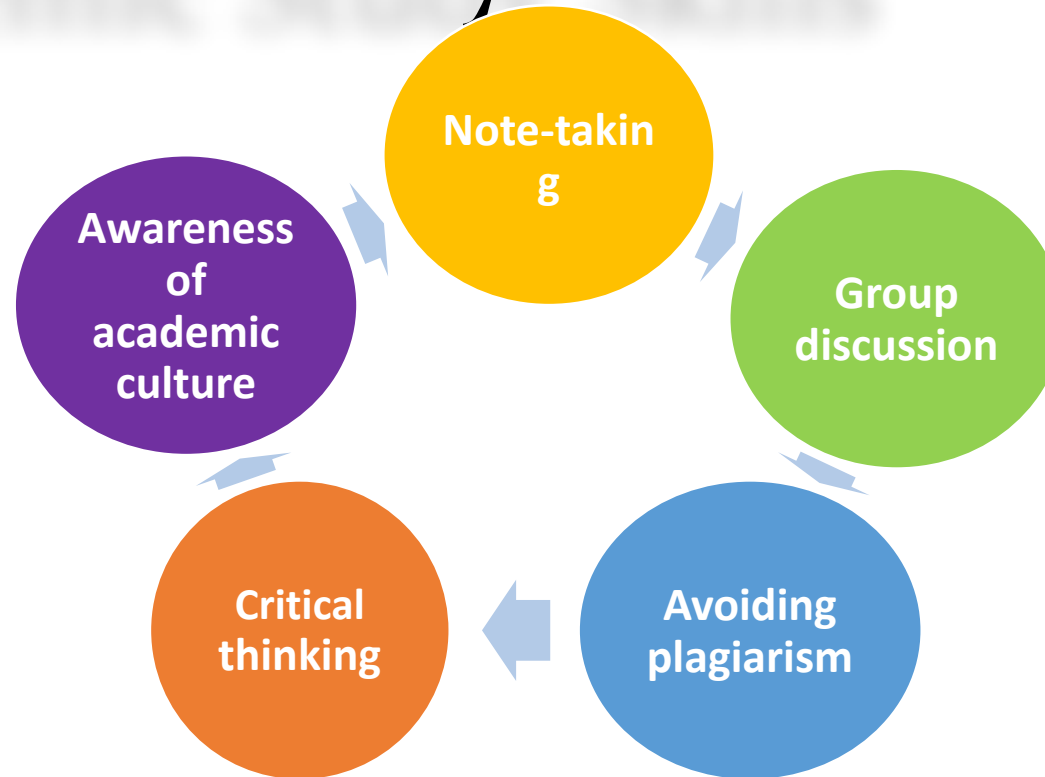 Note-takin
g
Group
discussion
Avoiding
plagiarism
Critical
thinking
Awareness
of
academic
culture